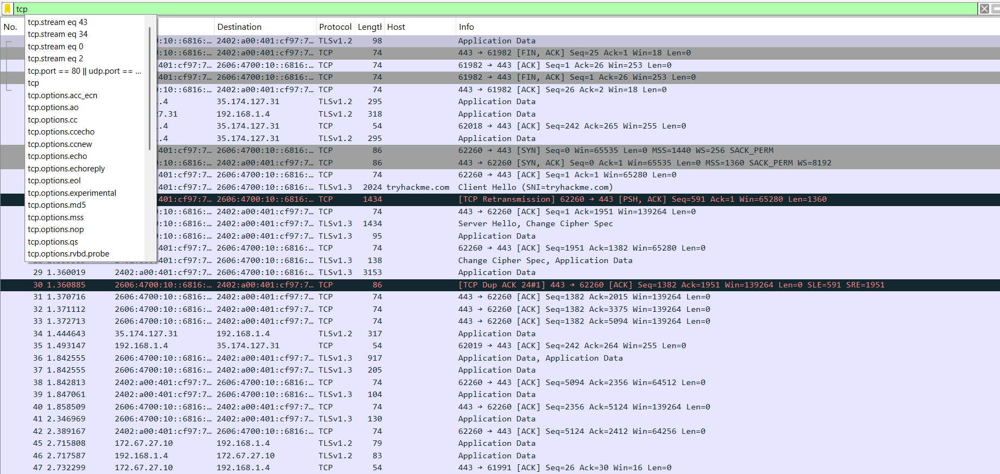 tcp
No. Destination Protocol Length Host Info
tcp.stream eq 43
tcp.stream eq 34
tcp.stream eq 0
tcp.stream eq 2
tcp.port == 80 || udp.port == ...
tcp
tcp.options.acc_ecn
tcp.options.ao
tcp.options.cc
tcp.options.ccecho
tcp.options.ccnew
tcp.options.echo
tcp.options.echoreply
tcp.options.eol
tcp.options.experimental
tcp.options.md5
tcp.options.mss
tcp.options.nop
tcp.options.qs
tcp.options.rvbd.probe
0:10::6816:… 2402:a00:401:cf97:7… TLSv1.2 98 Application Data
0:10::6816:… 2402:a00:401:cf97:7… TCP 74 443 → 61982 [FIN, ACK] Seq=25 Ack=1 Win=18 Len=0
401:cf97:7… 2606:4700:10::6816:… TCP 74 61982 → 443 [ACK] Seq=1 Ack=26 Win=253 Len=0
401:cf97:7… 2606:4700:10::6816:… TCP 74 61982 → 443 [FIN, ACK] Seq=1 Ack=26 Win=253 Len=0
0:10::6816:… 2402:a00:401:cf97:7… TCP 74 443 → 61982 [ACK] Seq=26 Ack=2 Win=18 Len=0
.4 35.174.127.31 TLSv1.2 295 Application Data
27.31 192.168.1.4 TLSv1.2 318 Application Data
.4 35.174.127.31 TCP 54 62018 → 443 [ACK] Seq=242 Ack=265 Win=255 Len=0
.4 35.174.127.31 TLSv1.2 295 Application Data
401:cf97:7… 2606:4700:10::6816:… TCP 86 62260 → 443 [SYN] Seq=0 Win=65535 Len=0 MSS=1440 WS=256 SACK_PERM
0:10::6816:… 2402:a00:401:cf97:7… TCP 86 443 → 62260 [SYN, ACK] Seq=0 Ack=1 Win=65535 Len=0 MSS=1360 SACK_PERM WS=8192
401:cf97:7… 2606:4700:10::6816:… TCP 74 62260 → 443 [ACK] Seq=1 Ack=1 Win=65280 Len=0
401:cf97:7… 2606:4700:10::6816:… TLSv1.3 2024 tryhackme.com Client Hello (SNI=tryhackme.com)
401:cf97:7… 2606:4700:10::6816:… TCP 1434 [TCP Retransmission] 62260 → 443 [PSH, ACK] Seq=591 Ack=1 Win=65280 Len=1360
0:10::6816:… 2402:a00:401:cf97:7… TCP 74 443 → 62260 [ACK] Seq=1 Ack=1951 Win=139264 Len=0
0:10::6816:… 2402:a00:401:cf97:7… TLSv1.3 1434 Server Hello, Change Cipher Spec
0:10::6816:… 2402:a00:401:cf97:7… TLSv1.3 95 Application Data
401:cf97:7… 2606:4700:10::6816:… TCP 74 62260 → 443 [ACK] Seq=1951 Ack=1382 Win=65280 Len=0
401:cf97:7… 2606:4700:10::6816:… TLSv1.3 138 Change Cipher Spec, Application Data
29 1.360019 2402:a00:401:cf97:7… 2606:4700:10::6816:… TLSv1.3 3153 Application Data
30 1.360885 2606:4700:10::6816:… 2402:a00:401:cf97:7… TCP 86 [TCP Dup ACK 24#1] 443 → 62260 [ACK] Seq=1382 Ack=1951 Win=139264 Len=0 SLE=591 SRE=1951
31 1.370716 2606:4700:10::6816:… 2402:a00:401:cf97:7… TCP 74 443 → 62260 [ACK] Seq=1382 Ack=2015 Win=139264 Len=0
32 1.371112 2606:4700:10::6816:… 2402:a00:401:cf97:7… TCP 74 443 → 62260 [ACK] Seq=1382 Ack=3375 Win=139264 Len=0
33 1.372713 2606:4700:10::6816:… 2402:a00:401:cf97:7… TCP 74 443 → 62260 [ACK] Seq=1382 Ack=5094 Win=139264 Len=0
34 1.444643 35.174.127.31 192.168.1.4 TLSv1.2 317 Application Data
35 1.493147 192.168.1.4 35.174.127.31 TCP 54 62019 → 443 [ACK] Seq=242 Ack=264 Win=255 Len=0
36 1.842555 2606:4700:10::6816:… 2402:a00:401:cf97:7… TLSv1.3 917 Application Data, Application Data
37 1.842555 2606:4700:10::6816:… 2402:a00:401:cf97:7… TLSv1.3 205 Application Data
38 1.842813 2402:a00:401:cf97:7… 2606:4700:10::6816:… TCP 74 62260 → 443 [ACK] Seq=5094 Ack=2356 Win=64512 Len=0
39 1.847061 2402:a00:401:cf97:7… 2606:4700:10::6816:… TLSv1.3 104 Application Data
40 1.858509 2606:4700:10::6816:… 2402:a00:401:cf97:7… TCP 74 443 → 62260 [ACK] Seq=2356 Ack=5124 Win=139264 Len=0
41 2.346969 2606:4700:10::6816:… 2402:a00:401:cf97:7… TLSv1.3 130 Application Data
42 2.389167 2402:a00:401:cf97:7… 2606:4700:10::6816:… TCP 74 62260 → 443 [ACK] Seq=5124 Ack=2412 Win=64256 Len=0
45 2.715808 172.67.27.10 192.168.1.4 TLSv1.2 79 Application Data
46 2.717587 192.168.1.4 172.67.27.10 TLSv1.2 83 Application Data
47 2.732299 172.67.27.10 192.168.1.4 TCP 54 443 → 61991 [ACK] Seq=26 Ack=30 Win=16 Len=0